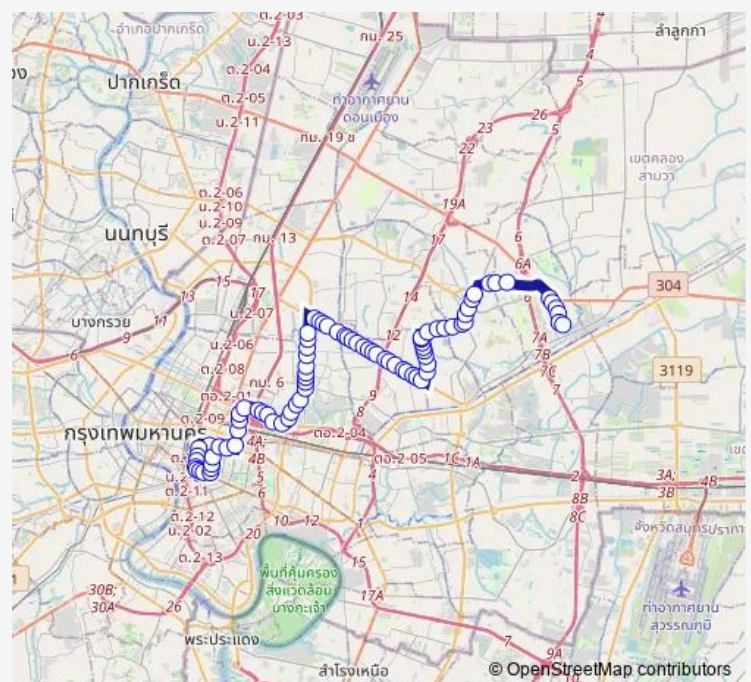 อำเภอปากเกร็ด
ต.2-03
น.2-13
กม. 25
ลำลูกกา
ปากเกร็ด
ต.2-04
ต.2-05
น.2-11
ท่าอากาศยาน
ดอนเมือง
กม. 19 ข
4
5
26
23
22
5
เขตคลอง
สามวา
ต.2-06
น.2-10
น.2-09
ต.2-07
กม. 13
19A
17
6
นนทบุรี
15
17
6A
13
14
304
บางกรวย
11
9
6
น.2-07
น.2-06
ต.2-08
12
7A
7B
7C
7
3119
กม. 6
ต.2-09
9
8
กรุงเทพมหานคร
4A;
4B
5
6
ตอ.2-04
ตอ.2-05
1C
1A
4
2
3A;
3B
4B
ต.2-11
8B
8C
ต.2-12
น.2-02
ต.2-13
20
10
12
1
15
17A
พื้นที่คุ้มครอง
สิ่งแวดล้อม
บางกะเจ้า
จังหวัดสมุทรปราการ
ท่าอากาศยาน
สุวรรณภูมิ
30B;
30A
26
พระประแดง
7
9A
สำโรงเหนือ
10
© OpenStreetMap contributors